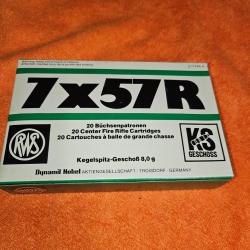 7x57R
RWS
20 Büchsenpatronen
20 Center Fire Rifle Cartridges
20 Cartouches à balle de grande chasse
KS
GESCHOSS
Kegelspitz-Geschoß 8,0 g
Dynamit Nobel AKTIENGESELLSCHAFT · TROISDORF · GERMANY